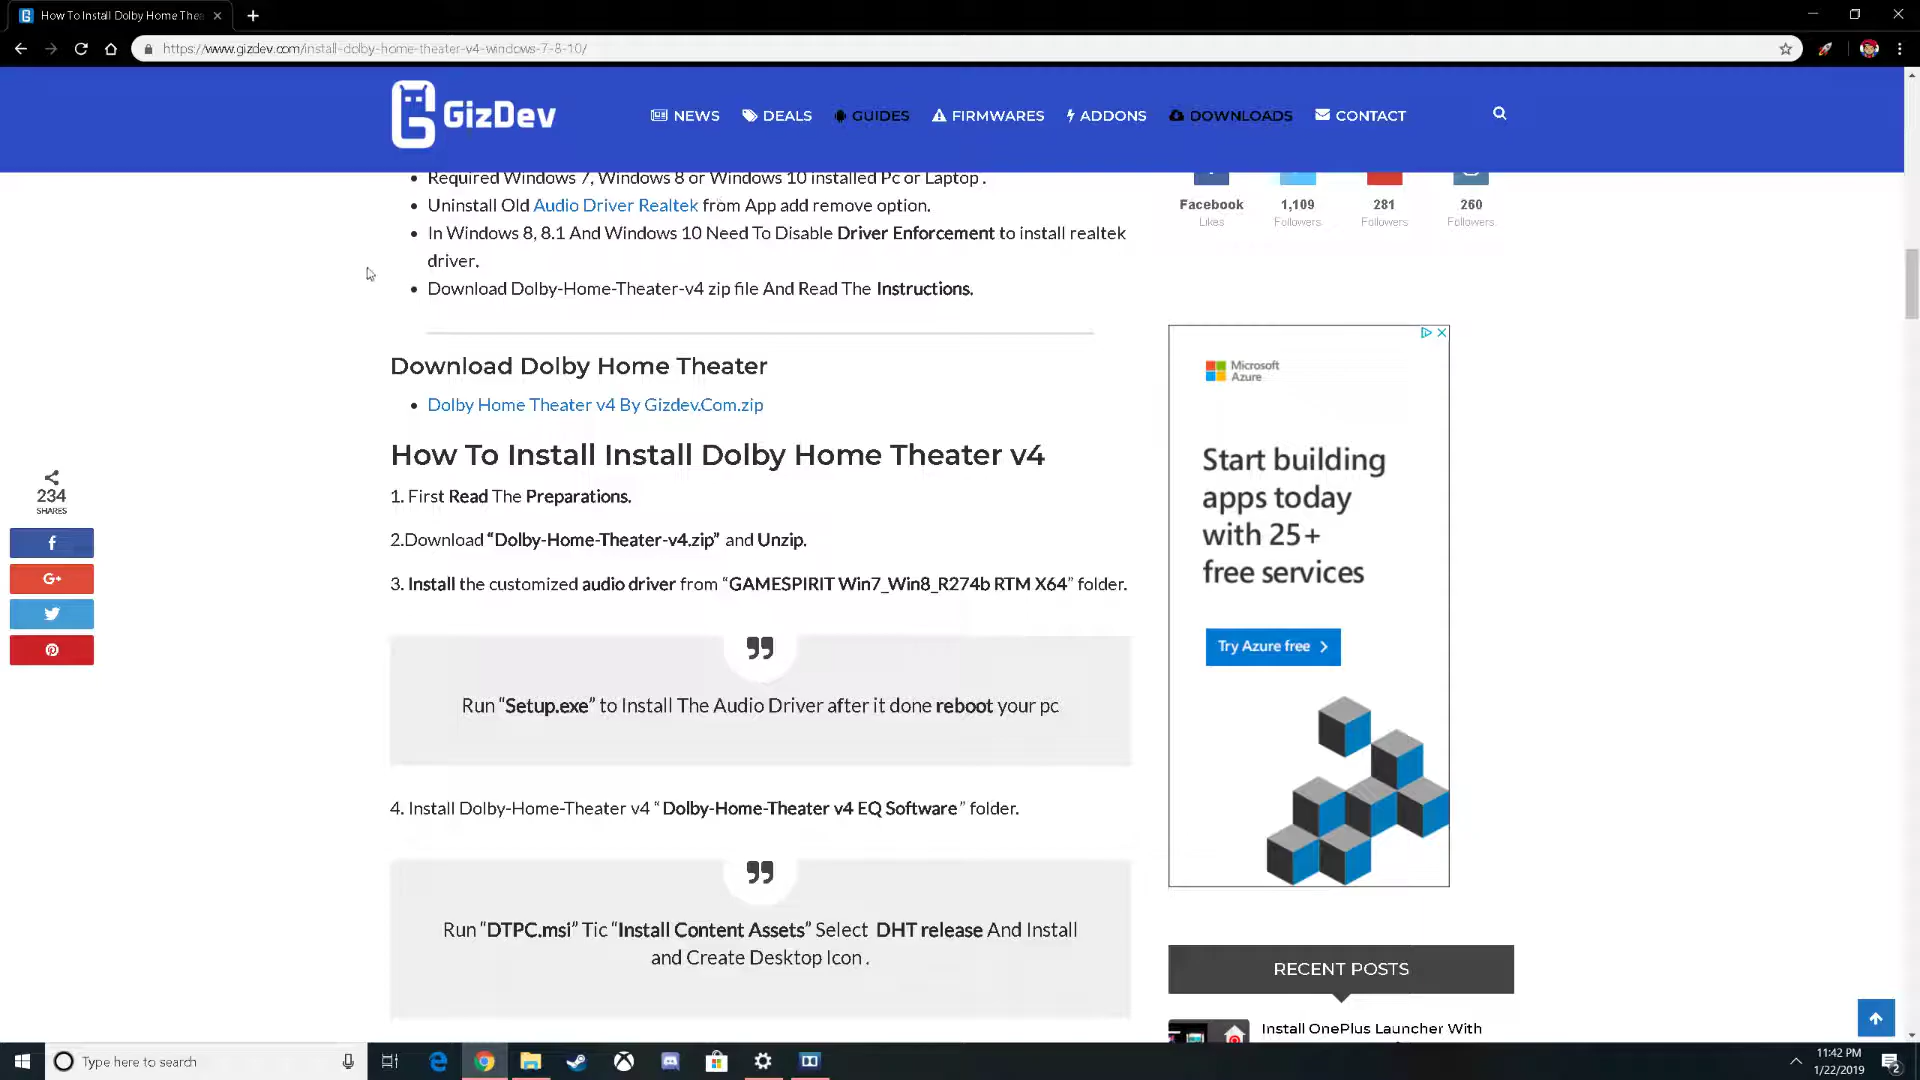 How To Install Dolby Home Thea
https://www.gizdev.com/install-dolby-home-theater-v4-windows-7-8-10/
GizDev
NEWS
DEALS
GUIDES
FIRMWARES
ADDONS
DOWNLOADS
CONTACT
Required Windows 7, Windows 8 or Windows 10 installed Pc or Laptop .
Uninstall Old Audio Driver Realtek from App add remove option.
In Windows 8, 8.1 And Windows 10 Need To Disable Driver Enforcement to install realtek
driver.
Download Dolby-Home-Theater-v4 zip file And Read The Instructions.
Download Dolby Home Theater
Dolby Home Theater v4 By Gizdev.Com.zip
How To Install Install Dolby Home Theater v4
1. First Read The Preparations.
2.Download “Dolby-Home-Theater-v4.zip” and Unzip.
3. Install the customized audio driver from “GAMESPIRIT Win7_Win8_R274b RTM X64” folder.
Run “Setup.exe” to Install The Audio Driver after it done reboot your pc
4. Install Dolby-Home-Theater v4 “Dolby-Home-Theater v4 EQ Software” folder.
Run “DTPC.msi” Tic “Install Content Assets” Select DHT release And Install
and Create Desktop Icon .
234
SHARES
Facebook
Likes
1,109
Followers
281
Followers
260
Followers
Microsoft
Azure
Start building
apps today
with 25+
free services
Try Azure free
RECENT POSTS
Install OnePlus Launcher With
Type here to search
11:42 PM
1/22/2019
2